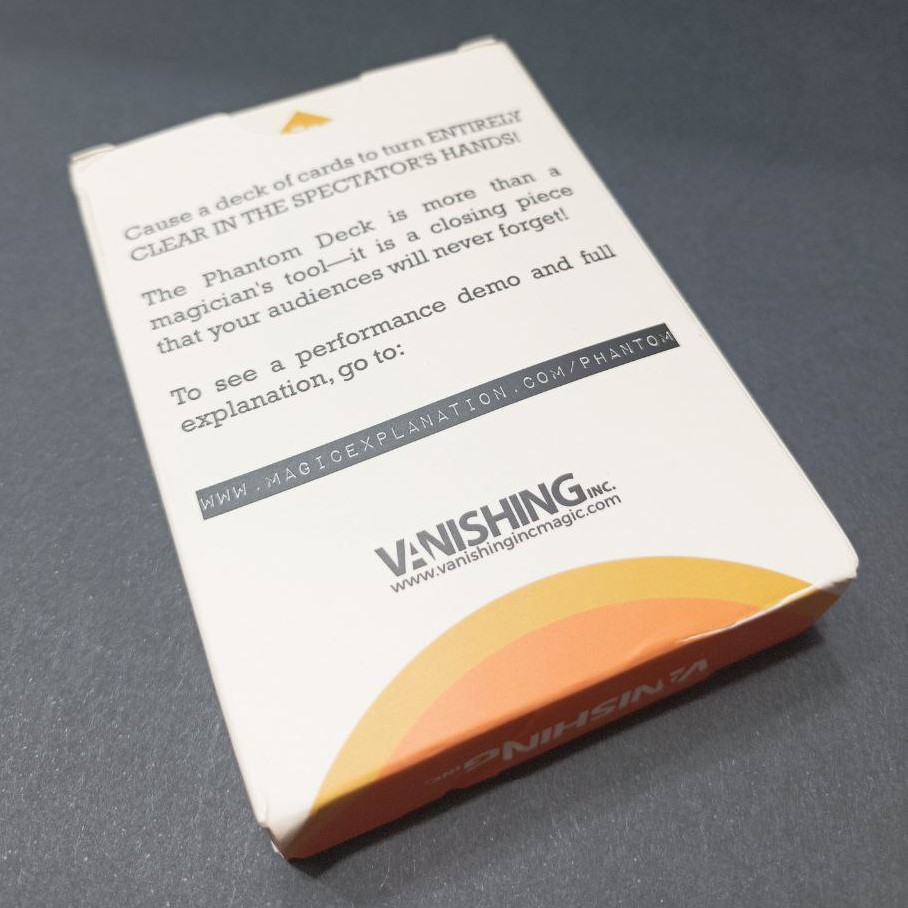 Cause a deck of cards to turn ENTIRELY
CLEAR IN THE SPECTATOR'S HANDS!
The Phantom Deck is more than a
magician's tool—it is a closing piece
that your audiences will never forget!
To see a performance demo and full
explanation, go to:
WWW.MAGICEXPLANATION.COM/PHANTOM
VANISHING INC.
www.vanishingincmagic.com
VANISHING INC.